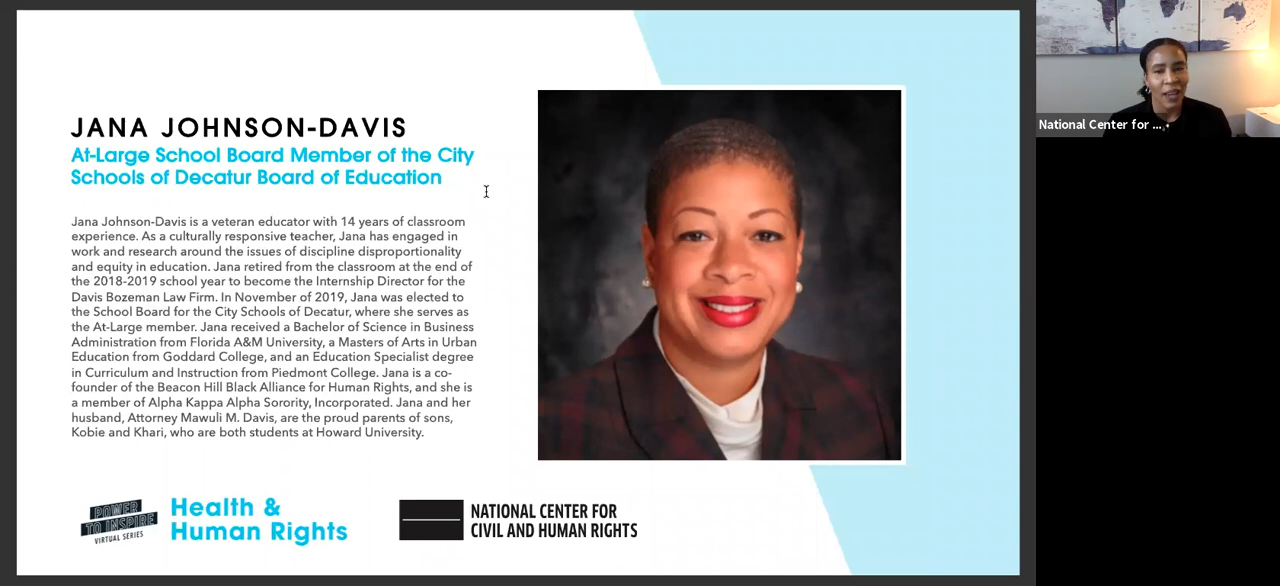 JANA JOHNSON-DAVIS
At-Large School Board Member of the City
Schools of Decatur Board of Education
Jana Johnson-Davis is a veteran educator with 14 years of classroom
experience. As a culturally responsive teacher, Jana has engaged in
work and research around the issues of discipline disproportionality
and equity in education. Jana retired from the classroom at the end of
the 2018-2019 school year to become the Internship Director for the
Davis Bozeman Law Firm. In November of 2019, Jana was elected to
the School Board for the City Schools of Decatur, where she serves as
the At-Large member. Jana received a Bachelor of Science in Business
Administration from Florida A&M University, a Masters of Arts in Urban
Education from Goddard College, and an Education Specialist degree
in Curriculum and Instruction from Piedmont College. Jana is a co-
founder of the Beacon Hill Black Alliance for Human Rights, and she is
a member of Alpha Kappa Alpha Sorority, Incorporated. Jana and her
husband, Attorney Mawuli M. Davis, are the proud parents of sons,
Kobie and Khari, who are both students at Howard University.
POWER
TO INSPIRE
VIRTUAL SERIES
Health &
Human Rights
NATIONAL CENTER FOR
CIVIL AND HUMAN RIGHTS
National Center for ...